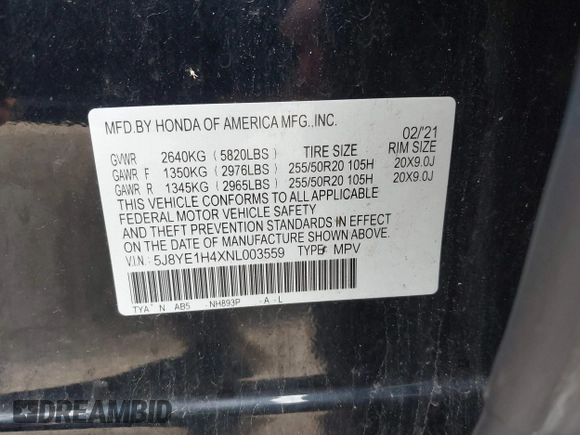 MFD.BY HONDA OF AMERICA MFG.,INC. 02/'21
GVWR 2640KG (5820LBS) TIRE SIZE RIM SIZE
GAWR F 1350KG (2976LBS) 255/50R20 105H 20X9.0J
GAWR R 1345KG (2965LBS) 255/50R20 105H 20X9.0J
THIS VEHICLE CONFORMS TO ALL APPLICABLE
FEDERAL MOTOR VEHICLE SAFETY
AND THEFT PREVENTION STANDARDS IN EFFECT
ON THE DATE OF MANUFACTURE SHOWN ABOVE.
V.I.N: 5J8YE1H4XNL003559 TYPE: MPV
TYA N AB5 -NH893P -A-L
DREAMBID